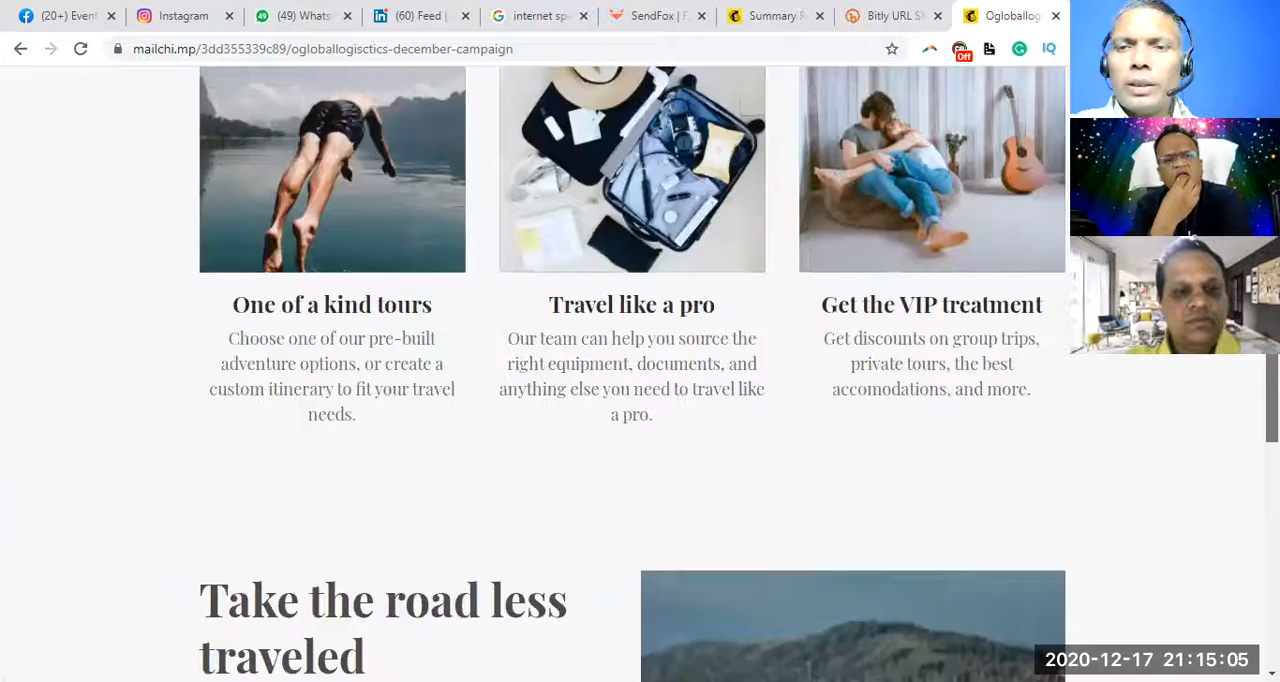 (20+) Event
Instagram
(49) Whats
(60) Feed |
internet spe
SendFox | F
Summary R
Bitly URL S
Ogloballog
mailchi.mp/3dd355339c89/ogloballogisctics-december-campaign
Off
IQ
One of a kind tours
Choose one of our pre-built
adventure options, or create a
custom itinerary to fit your travel
needs.
Travel like a pro
Our team can help you source the
right equipment, documents, and
anything else you need to travel like
a pro.
Get the VIP treatment
Get discounts on group trips,
private tours, the best
accomodations, and more.
Take the road less
traveled
2020-12-17 21:15:05